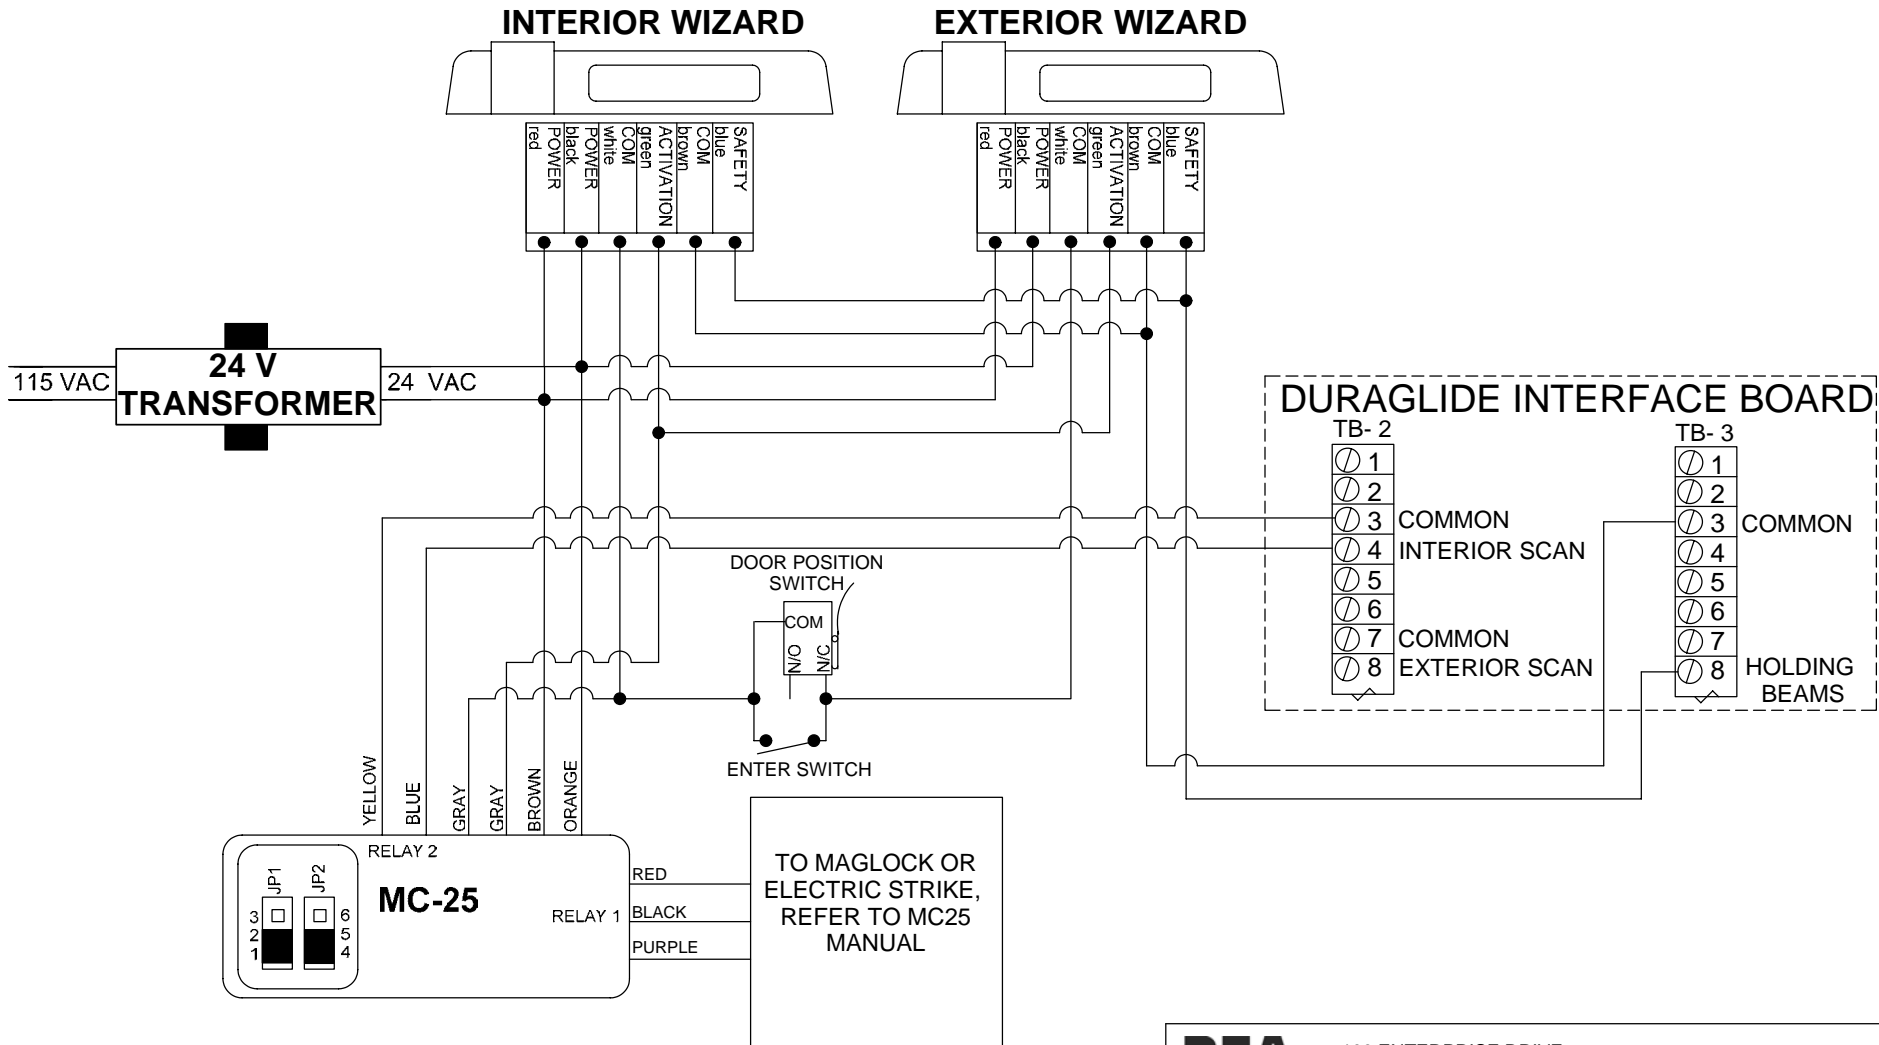 INTERIOR WIZARD
EXTERIOR WIZARD
red
POWER
black
POWER
white
COM
green
ACTIVATION
brown
COM
blue
SAFETY
red
POWER
black
POWER
white
COM
green
ACTIVATION
brown
COM
blue
SAFETY
115 VAC
24 V
TRANSFORMER
24 VAC
DURAGLIDE INTERFACE BOARD
TB- 2
1
2
3 COMMON
4 INTERIOR SCAN
5
6
7 COMMON
8 EXTERIOR SCAN
TB- 3
1
2
3 COMMON
4
5
6
7
8 HOLDING
BEAMS
DOOR POSITION
SWITCH
COM
N/O
N/C
ENTER SWITCH
YELLOW
BLUE
GRAY
GRAY
BROWN
ORANGE
RELAY 2
JP1
JP2
3
2
1
6
5
4
MC-25
RELAY 1
RED
BLACK
PURPLE
TO MAGLOCK OR
ELECTRIC STRIKE,
REFER TO MC25
MANUAL
ENTERPRISE DRIVE